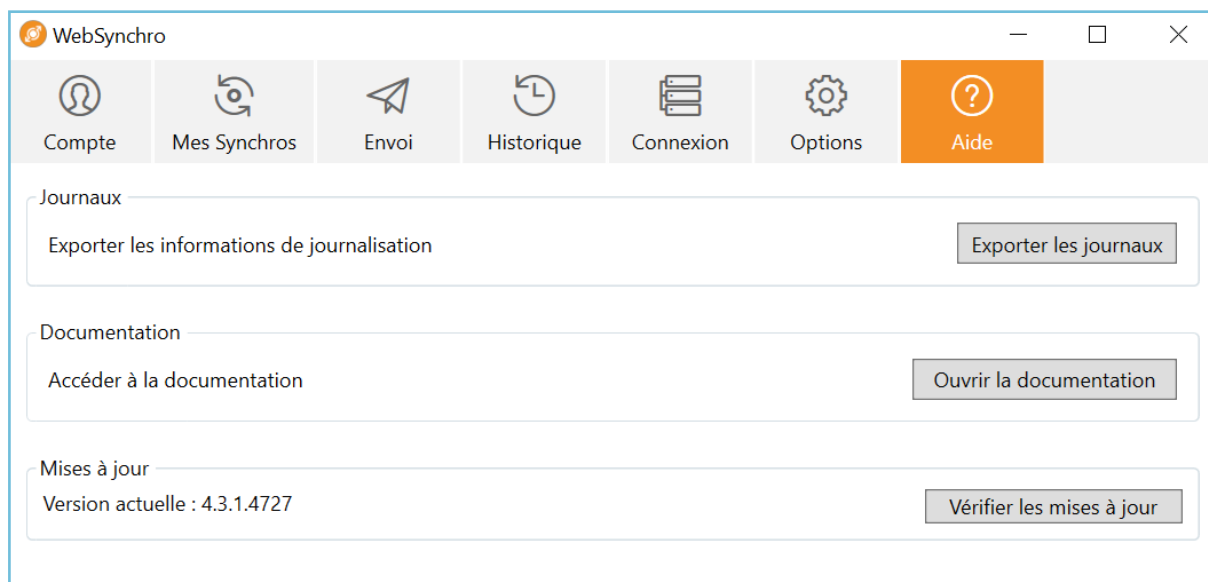 WebSynchro
Compte Mes Synchros Envoi Historique Connexion Options Aide
Journaux
Exporter les informations de journalisation Exporter les journaux
Documentation
Accéder à la documentation Ouvrir la documentation
Mises à jour
Version actuelle : 4.3.1.4727 Vérifier les mises à jour